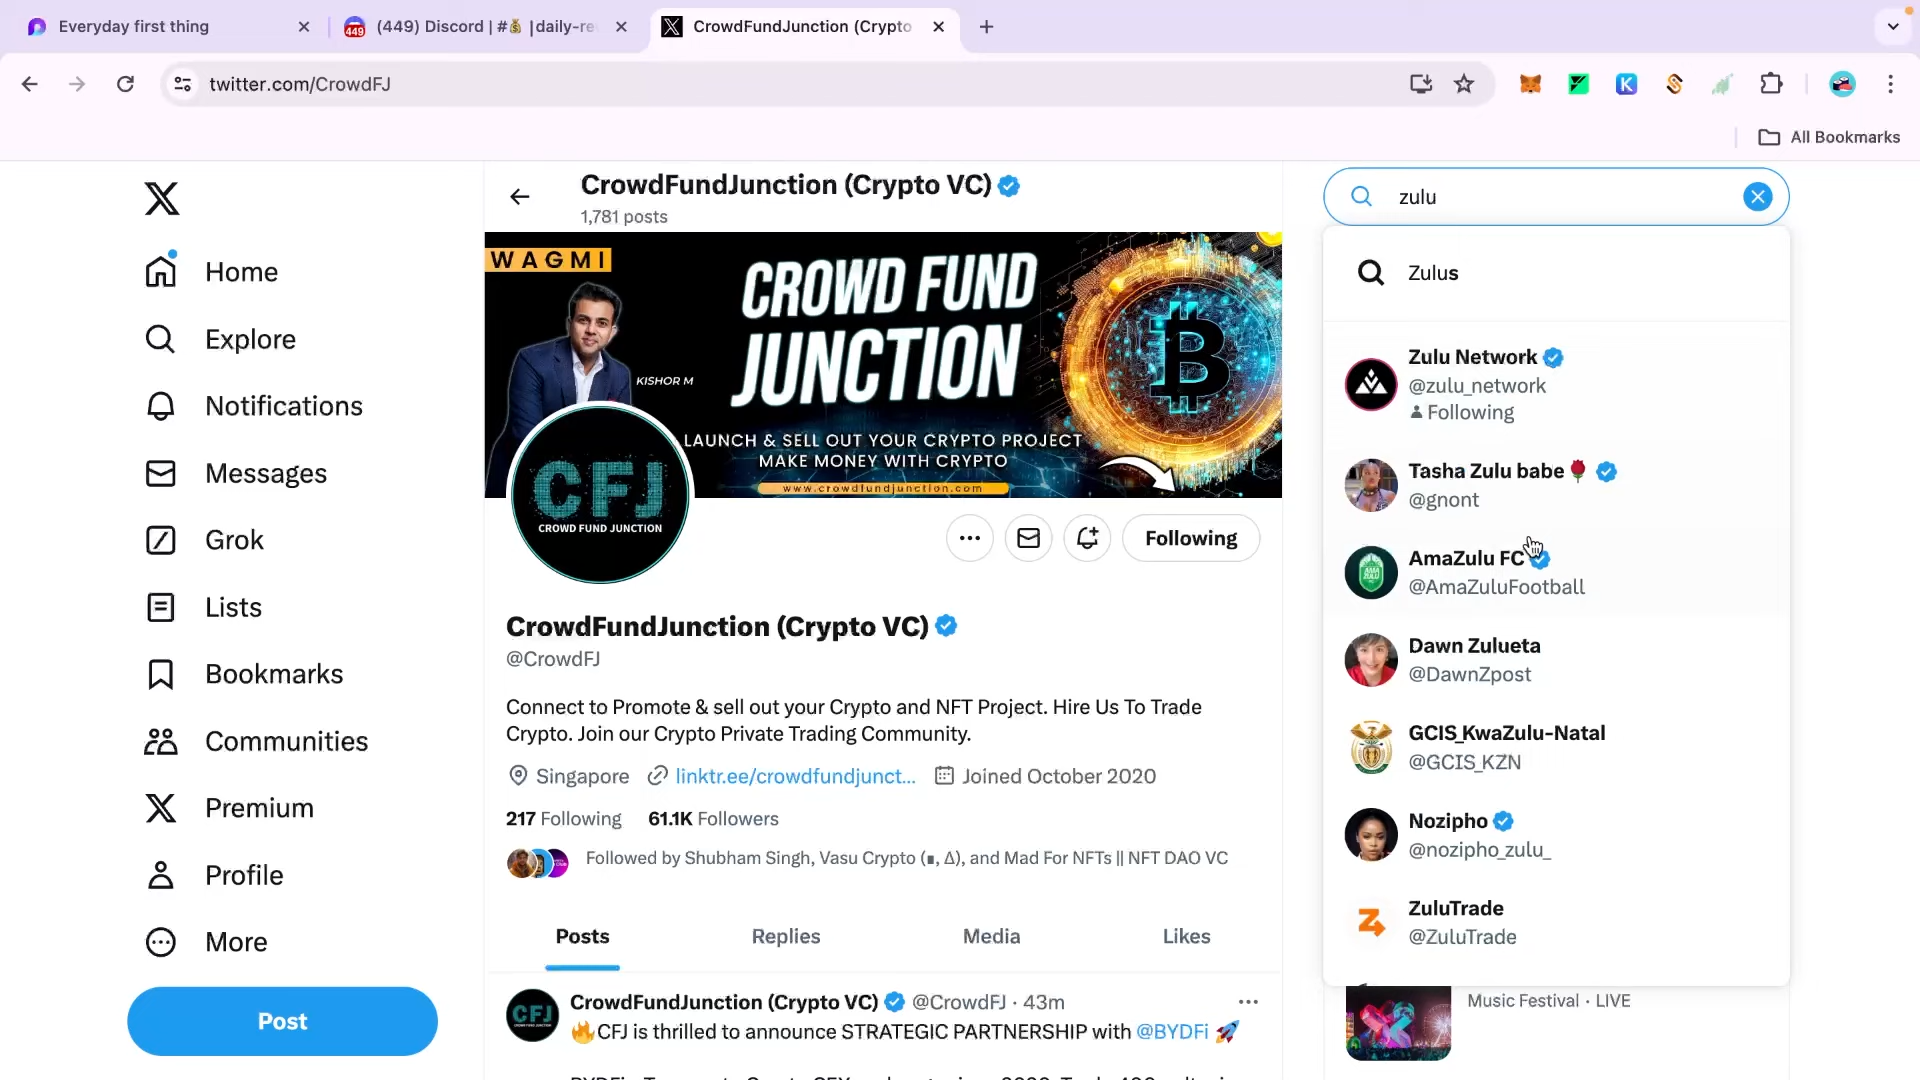 Everyday first thing
449
(449) Discord | #💰 |daily-re
CrowdFundJunction (Crypto
twitter.com/CrowdFJ
All Bookmarks
CrowdFundJunction (Crypto VC)
1,781 posts
WAGMI
KISHOR M
CROWD FUND
JUNCTION
LAUNCH & SELL OUT YOUR CRYPTO PROJECT
MAKE MONEY WITH CRYPTO
www.crowdfundjunction.com
CFJ
CROWD FUND JUNCTION
Following
Home
Explore
Notifications
Messages
Grok
Lists
Bookmarks
Communities
Premium
Profile
More
Post
CrowdFundJunction (Crypto VC)
@CrowdFJ
Connect to Promote & sell out your Crypto and NFT Project. Hire Us To Trade
Crypto. Join our Crypto Private Trading Community.
Singapore linktr.ee/crowdfundjunct... Joined October 2020
217 Following 61.1K Followers
Followed by Shubham Singh, Vasu Crypto (∎, Δ), and Mad For NFTs || NFT DAO VC
Posts Replies Media Likes
CFJ
CrowdFundJunction (Crypto VC) @CrowdFJ · 43m
🔥CFJ is thrilled to announce STRATEGIC PARTNERSHIP with @BYDFi 🚀
zulu
Zulus
Zulu Network
@zulu_network
Following
Tasha Zulu babe🌹
@gnont
AmaZulu FC
@AmaZuluFootball
Dawn Zulueta
@DawnZpost
GCIS_KwaZulu-Natal
@GCIS_KZN
Nozipho
@nozipho_zulu_
ZuluTrade
@ZuluTrade
Music Festival · LIVE